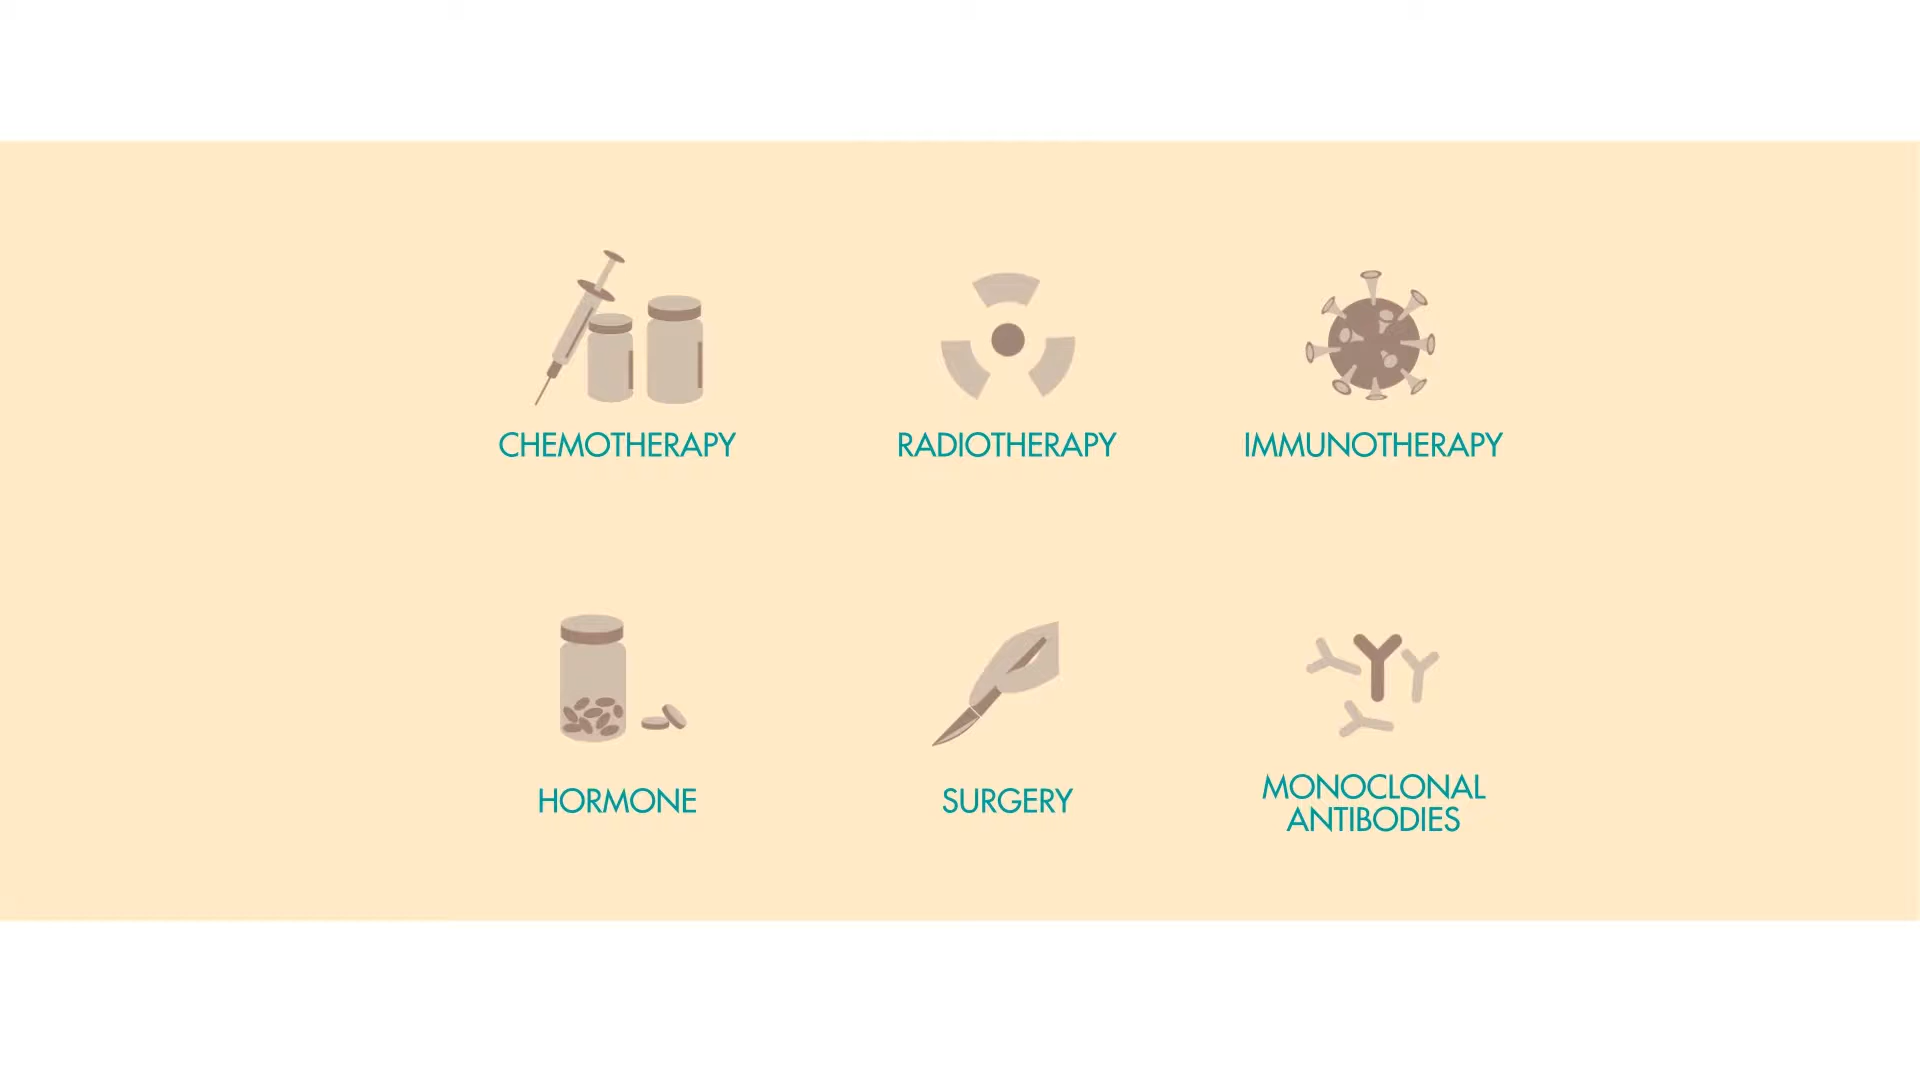 CHEMOTHERAPY
RADIOTHERAPY
IMMUNOTHERAPY
HORMONE
SURGERY
MONOCLONAL
ANTIBODIES